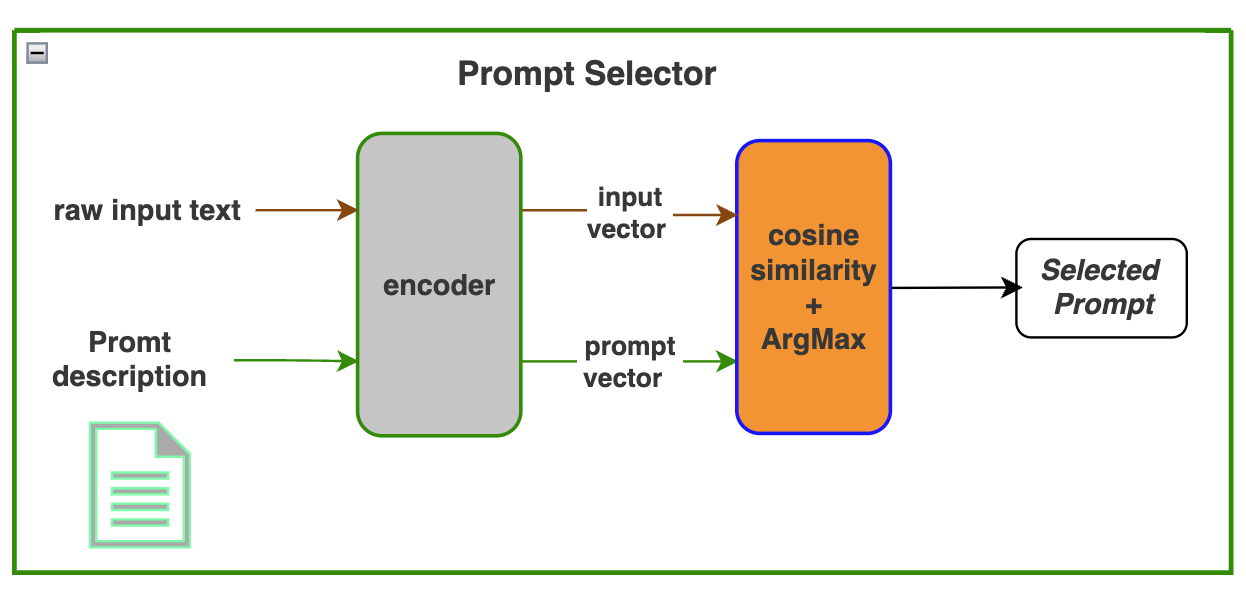 Prompt Selector
raw input text
Promt
description
encoder
input
vector
prompt
vector
cosine
similarity
+
ArgMax
Selected
Prompt